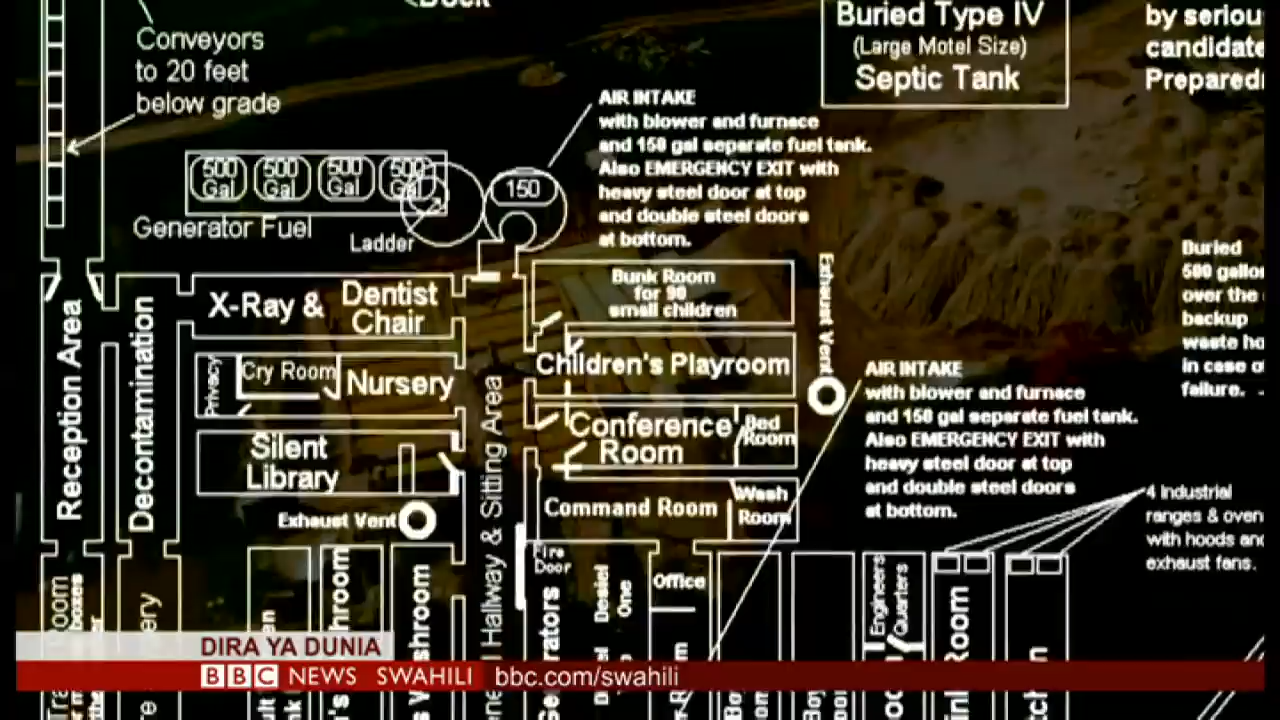 Dock
Conveyors
to 20 feet
below grade
Buried Type IV
(Large Motel Size)
Septic Tank
by seriou
candidate
Prepared
AIR INTAKE
with blower and furnace
and 150 gal separate fuel tank.
Also EMERGENCY EXIT with
heavy steel door at top
and double steel doors
at bottom.
500 Gal
500 Gal
500 Gal
500 Gal
150
Generator Fuel
Ladder
Buried
500 gallo
over the
backup
waste ho
in case o
failure.
Exhaust Vent
Bunk Room
for 90
small children
X-Ray & Dentist
Chair
Reception Area
Decontamination
Children's Playroom
Privacy
Cry Room
Nursery
AIR INTAKE
with blower and furnace
and 150 gal separate fuel tank.
Also EMERGENCY EXIT with
heavy steel door at top
and double steel doors
at bottom.
Conference
Room
Bed
Room
Silent
Library
Hallway & Sitting Area
Command Room
Wash
Room
Exhaust Vent
4 Industrial
ranges & oven
with hoods and
exhaust fans.
Fire
Door
Office
Desiel
One
Engineers
Quarters
DIRA YA DUNIA
BBC NEWS SWAHILI bbc.com/swahili